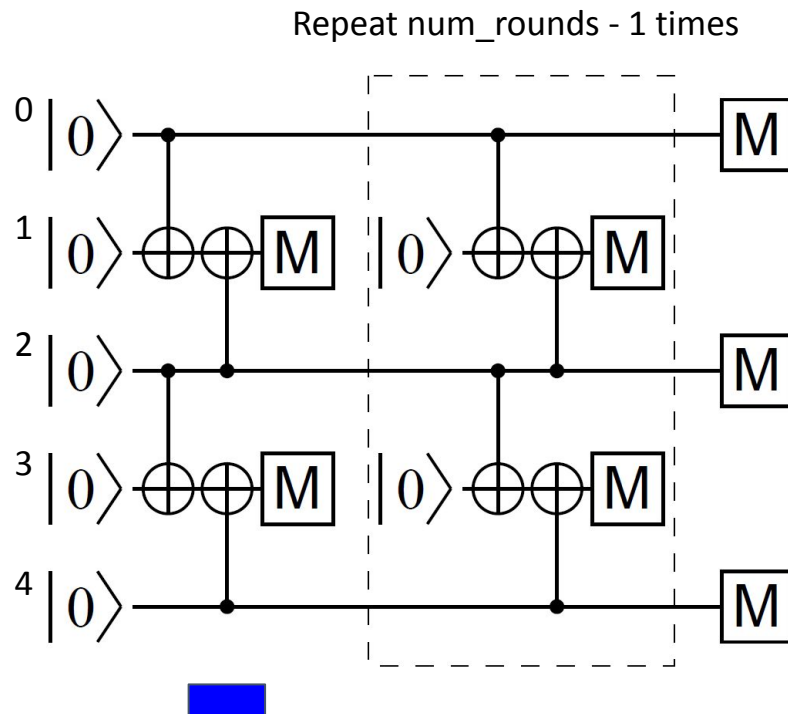 Repeat num_rounds - 1 times
0 |0⟩ M
1 |0⟩ M |0⟩ M
2 |0⟩ M
3 |0⟩ M |0⟩ M
4 |0⟩ M